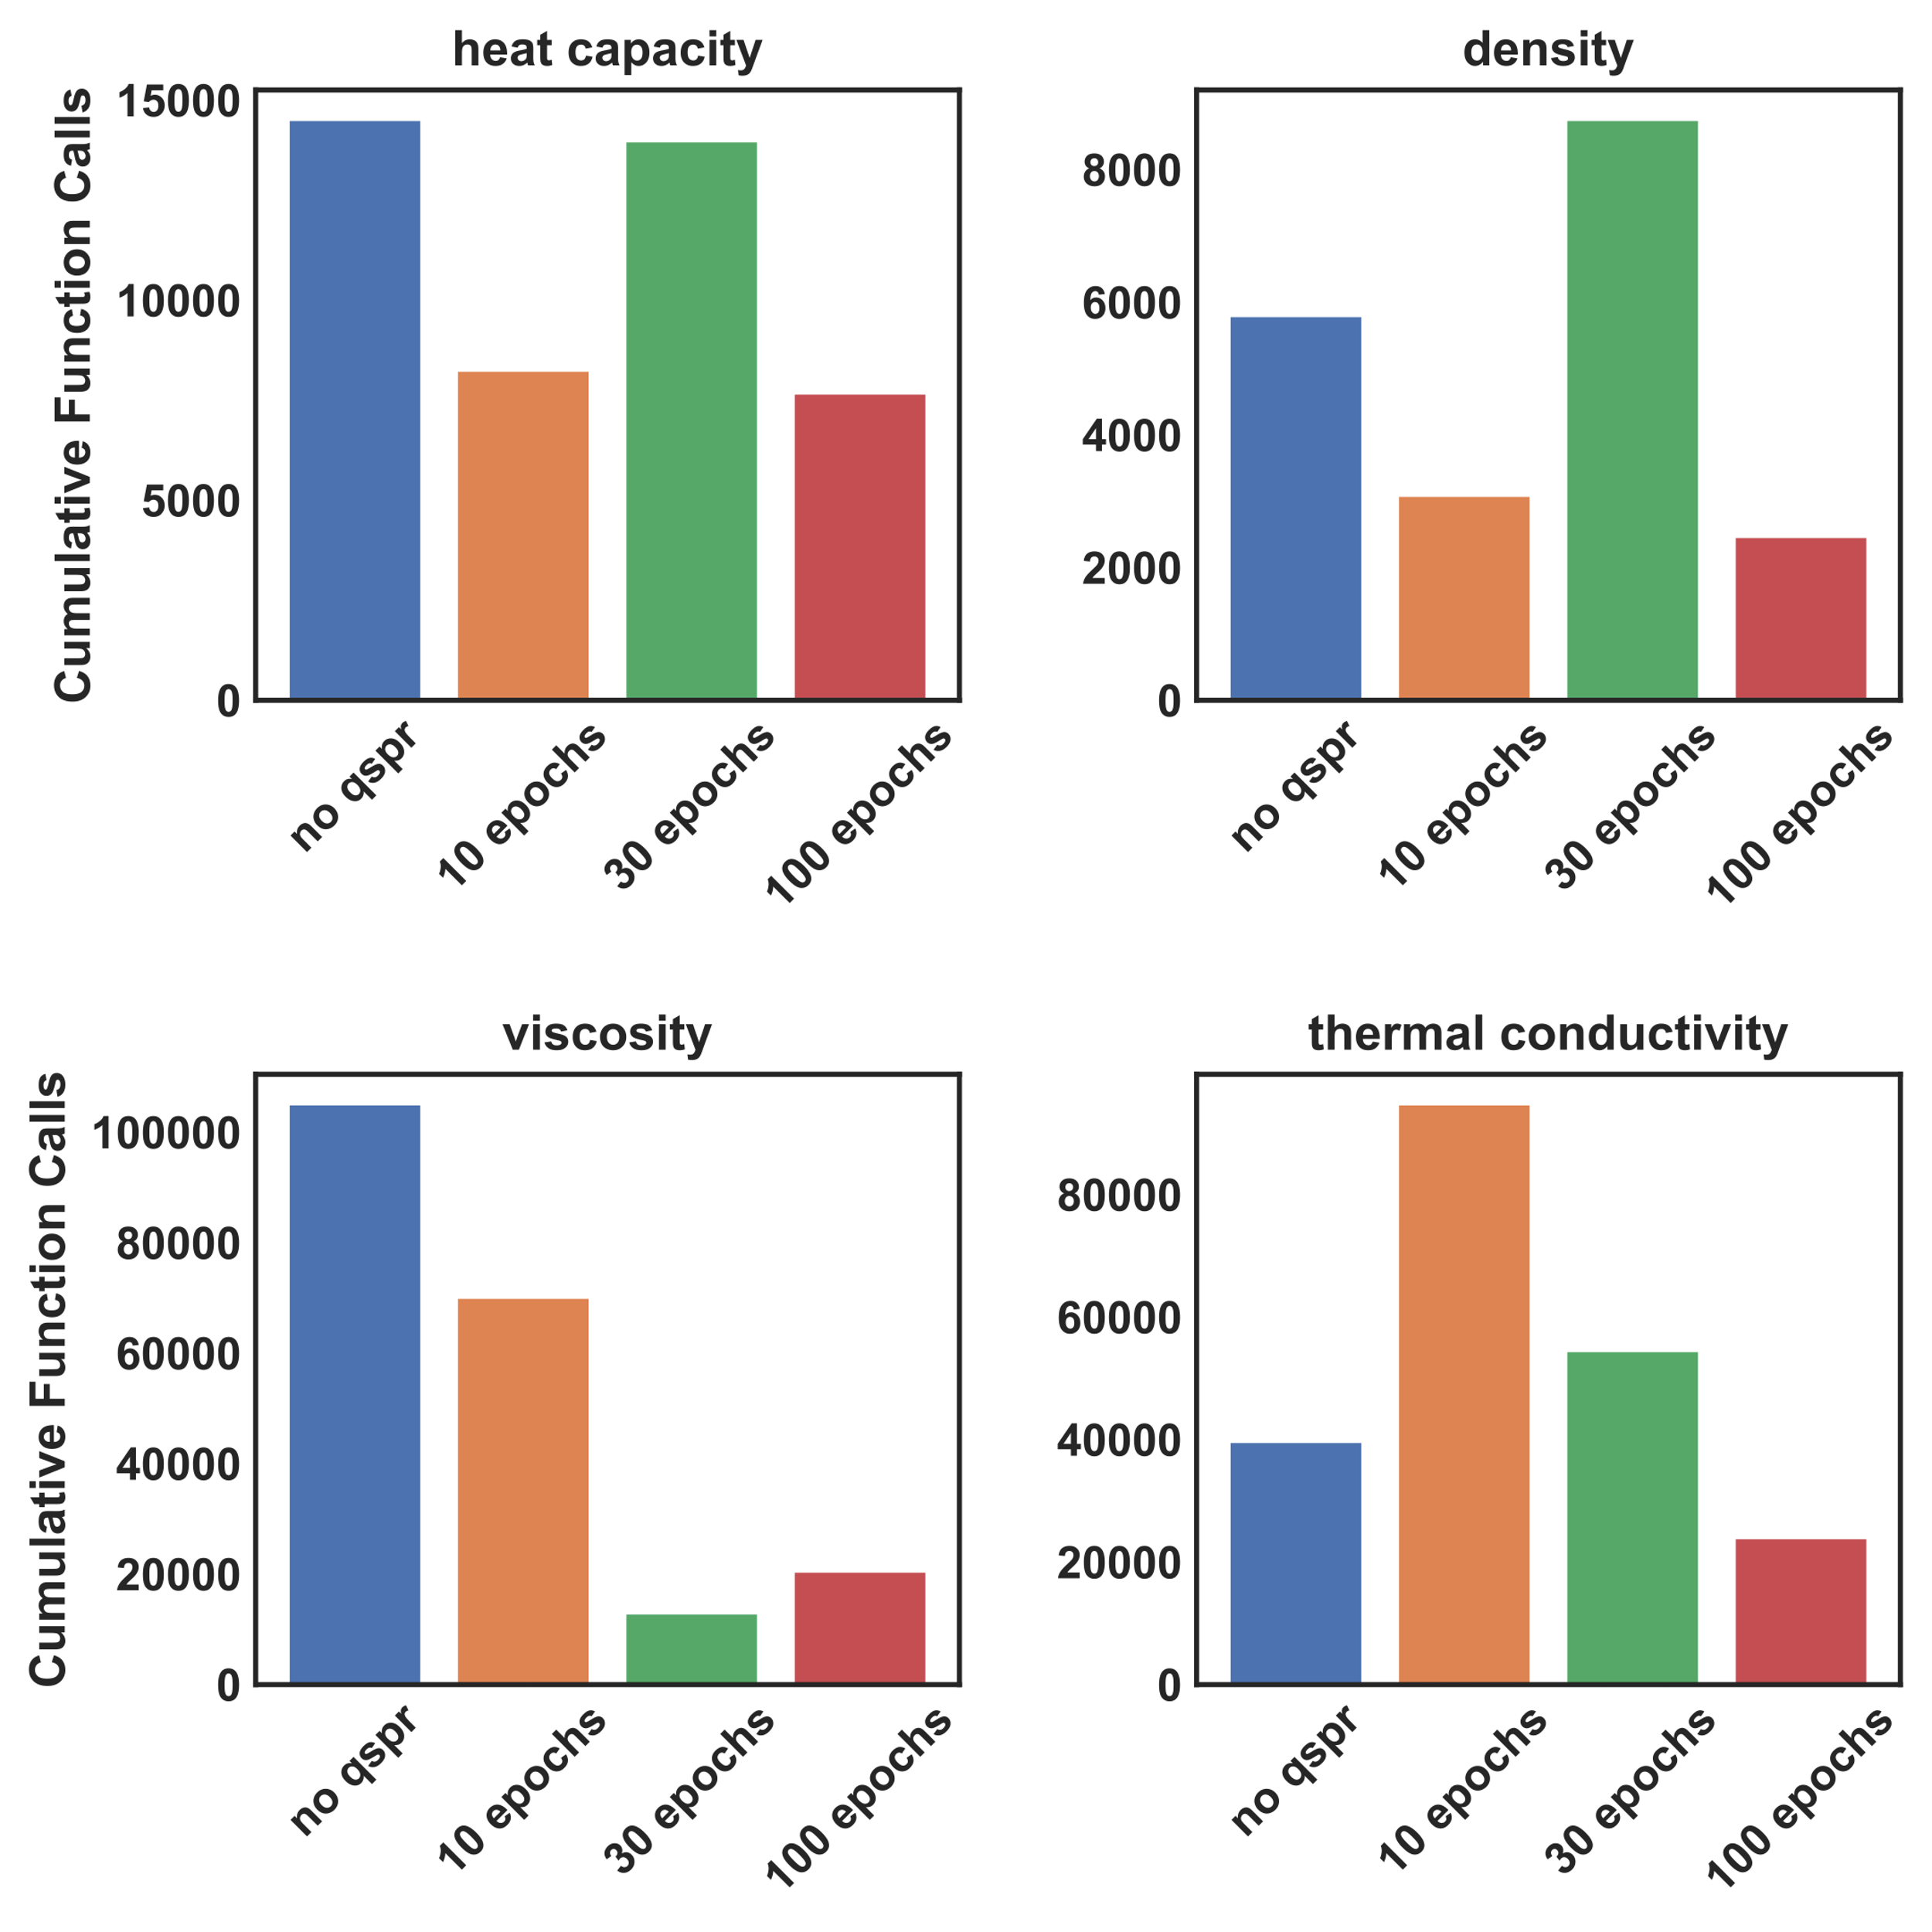 heat capacity
Cumulative Function Calls
15000
10000
5000
0
no qspr
10 epochs
30 epochs
100 epochs
density
8000
6000
4000
2000
0
no qspr
10 epochs
30 epochs
100 epochs
viscosity
Cumulative Function Calls
100000
80000
60000
40000
20000
0
no qspr
10 epochs
30 epochs
100 epochs
thermal conductivity
80000
60000
40000
20000
0
no qspr
10 epochs
30 epochs
100 epochs